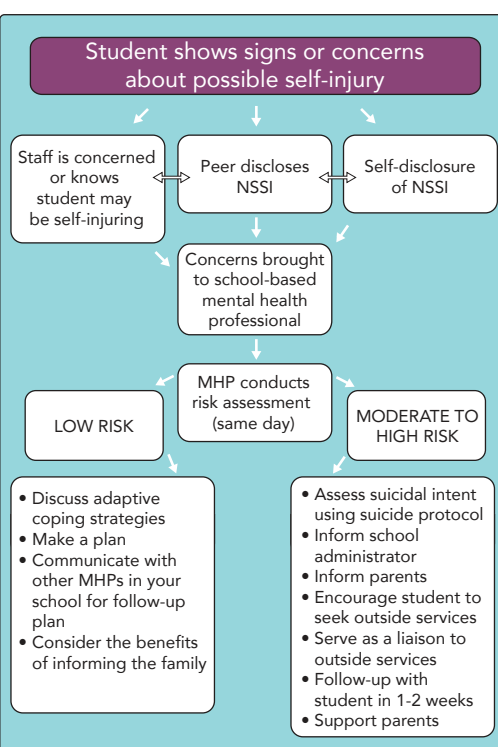 Student shows signs or concerns
about possible self-injury
Staff is concerned
or knows
student may
be self-injuring
Peer discloses
NSSI
Self-disclosure
of NSSI
Concerns brought
to school-based
mental health
professional
MHP conducts
risk assessment
(same day)
LOW RISK
MODERATE TO
HIGH RISK
• Discuss adaptive
coping strategies
• Make a plan
• Communicate with
other MHPs in your
school for follow-up
plan
• Consider the benefits
of informing the family
• Assess suicidal intent
using suicide protocol
• Inform school
administrator
• Inform parents
• Encourage student to
seek outside services
• Serve as a liaison to
outside services
• Follow-up with
student in 1-2 weeks
• Support parents